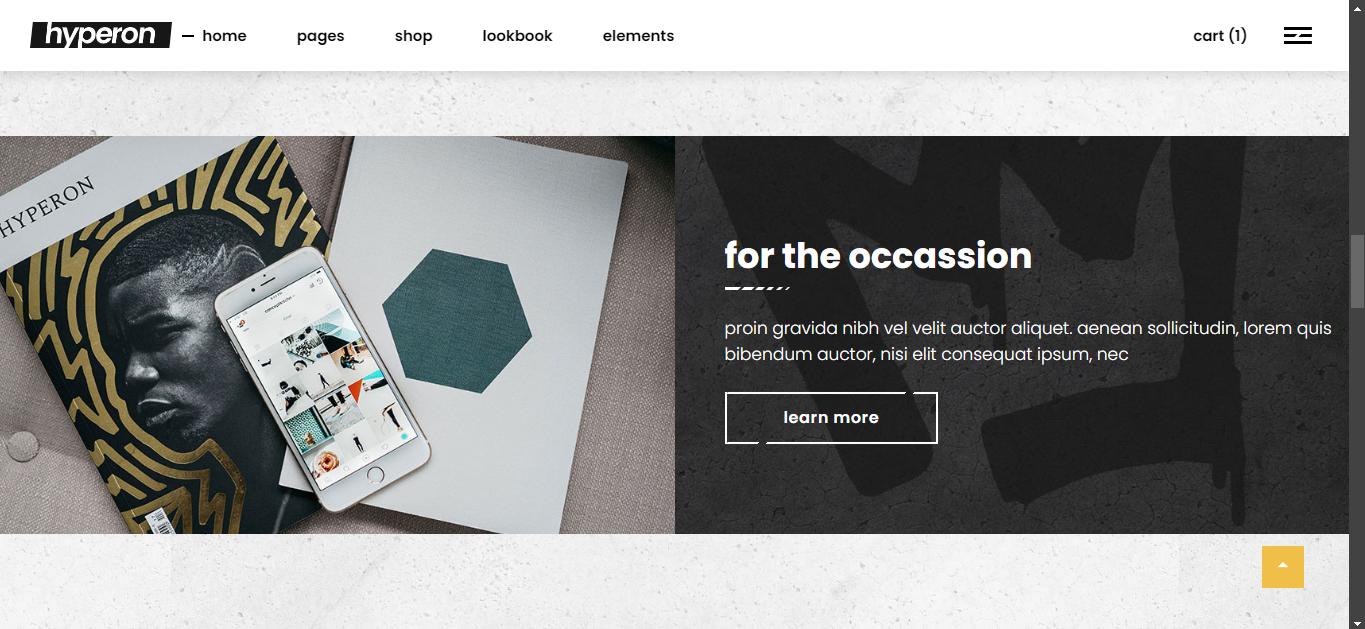 hyperon
home pages shop lookbook elements cart (1)
HYPERON
for the occassion
proin gravida nibh vel velit auctor aliquet. aenean sollicitudin, lorem quis
bibendum auctor, nisi elit consequat ipsum, nec
learn more